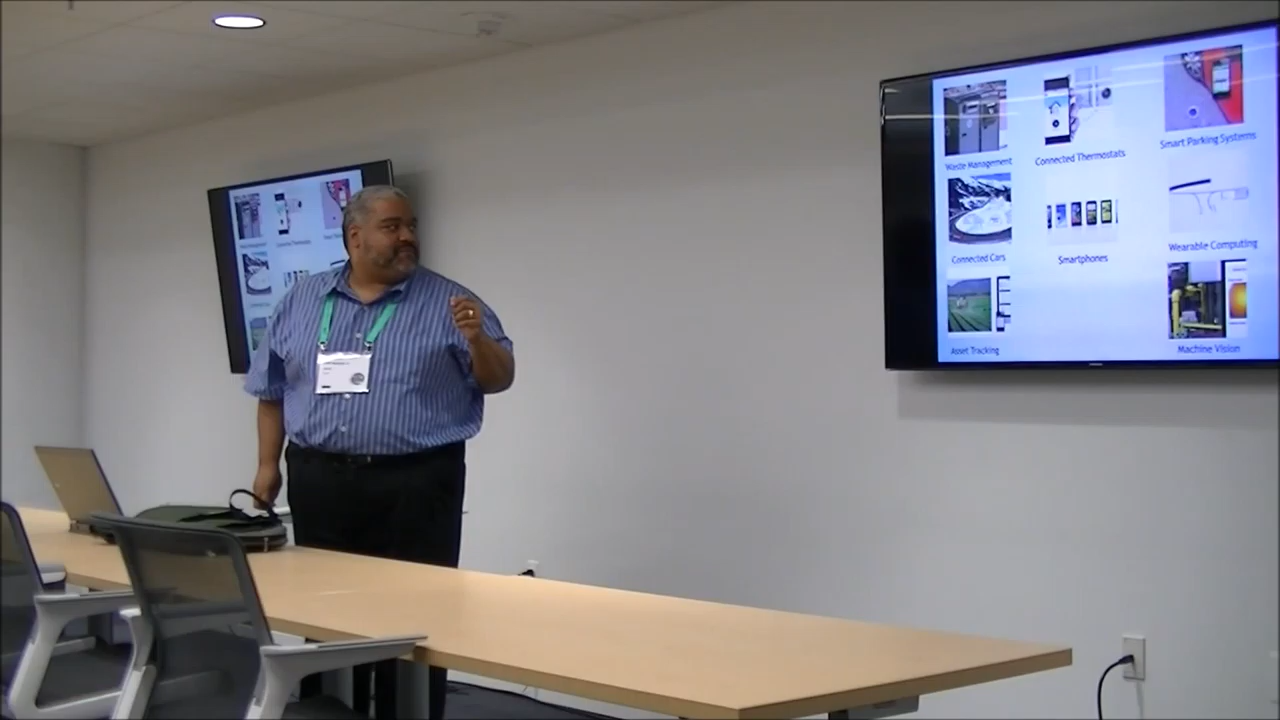 Waste Management
Connected Thermostats
Smart Parking Systems
Connected Cars
Smartphones
Wearable Computing
Asset Tracking
Machine Vision